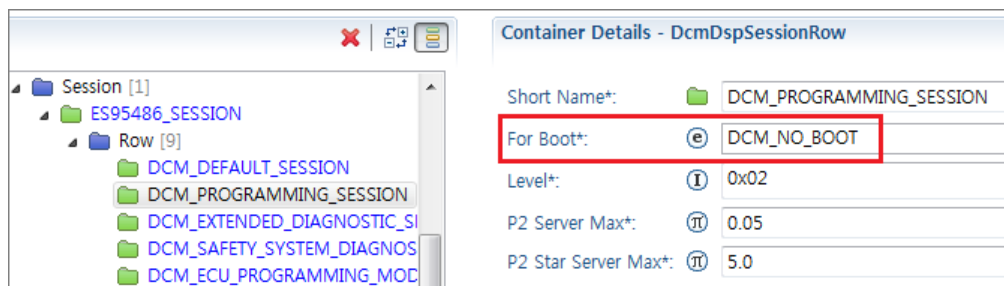 Session [1]
ES95486_SESSION
Row [9]
DCM_DEFAULT_SESSION
DCM_PROGRAMMING_SESSION
DCM_EXTENDED_DIAGNOSTIC_SI
DCM_SAFETY_SYSTEM_DIAGNOS
DCM_ECU_PROGRAMMING_MOD
Container Details - DcmDspSessionRow
Short Name*: DCM_PROGRAMMING_SESSION
For Boot*: e DCM_NO_BOOT
Level*: I 0x02
P2 Server Max*: π 0.05
P2 Star Server Max*: π 5.0